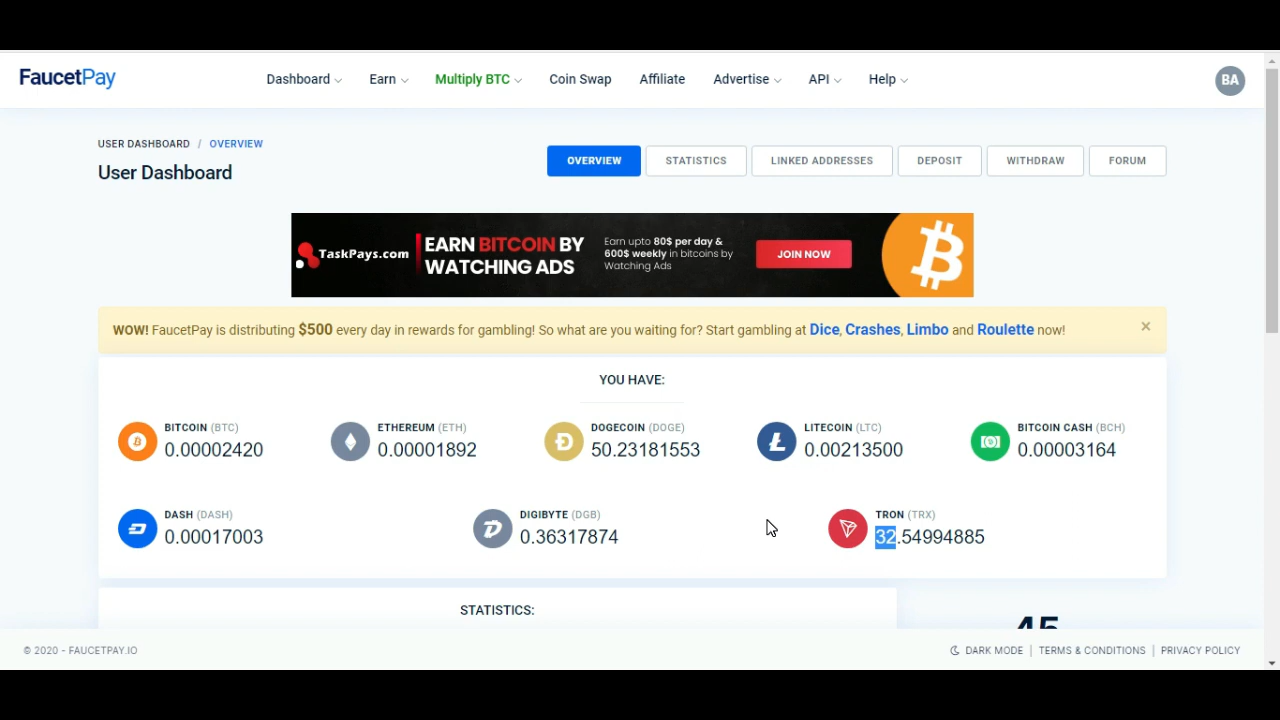 FaucetPay
Dashboard Earn Multiply BTC Coin Swap Affiliate Advertise API Help
BA
USER DASHBOARD / OVERVIEW
User Dashboard
OVERVIEW STATISTICS LINKED ADDRESSES DEPOSIT WITHDRAW FORUM
TaskPays.com
EARN BITCOIN BY
WATCHING ADS
Earn upto 80$ per day &
600$ weekly in bitcoins by
Watching Ads
JOIN NOW
WOW! FaucetPay is distributing $500 every day in rewards for gambling! So what are you waiting for? Start gambling at Dice, Crashes, Limbo and Roulette now! ×
YOU HAVE:
BITCOIN (BTC)
0.00002420
ETHEREUM (ETH)
0.00001892
DOGECOIN (DOGE)
50.23181553
LITECOIN (LTC)
0.00213500
BITCOIN CASH (BCH)
0.00003164
DASH (DASH)
0.00017003
DIGIBYTE (DGB)
0.36317874
TRON (TRX)
32.54994885
STATISTICS:
45
© 2020 - FAUCETPAY.IO
DARK MODE | TERMS & CONDITIONS | PRIVACY POLICY